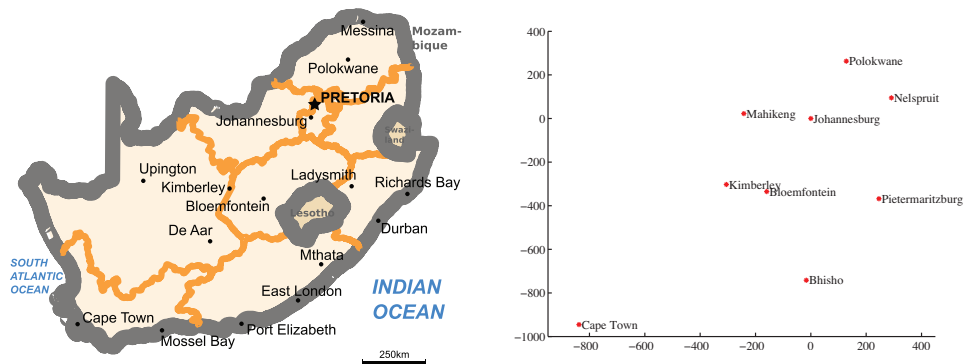 Messina
Mozam-
bique
Polokwane
PRETORIA
Johannesburg
Swazi-
land
Upington
Ladysmith
Kimberley
Richards Bay
Bloemfontein
Lesotho
De Aar
Durban
Mthata
SOUTH
ATLANTIC
OCEAN
INDIAN
OCEAN
East London
Cape Town
Port Elizabeth
Mossel Bay
250km
400
200
0
−200
−400
−600
−800
−1000
Polokwane
Nelspruit
Mahikeng
Johannesburg
Kimberley
Bloemfontein
Pietermaritzburg
Bhisho
Cape Town
−800
−600
−400
−200
0
200
400